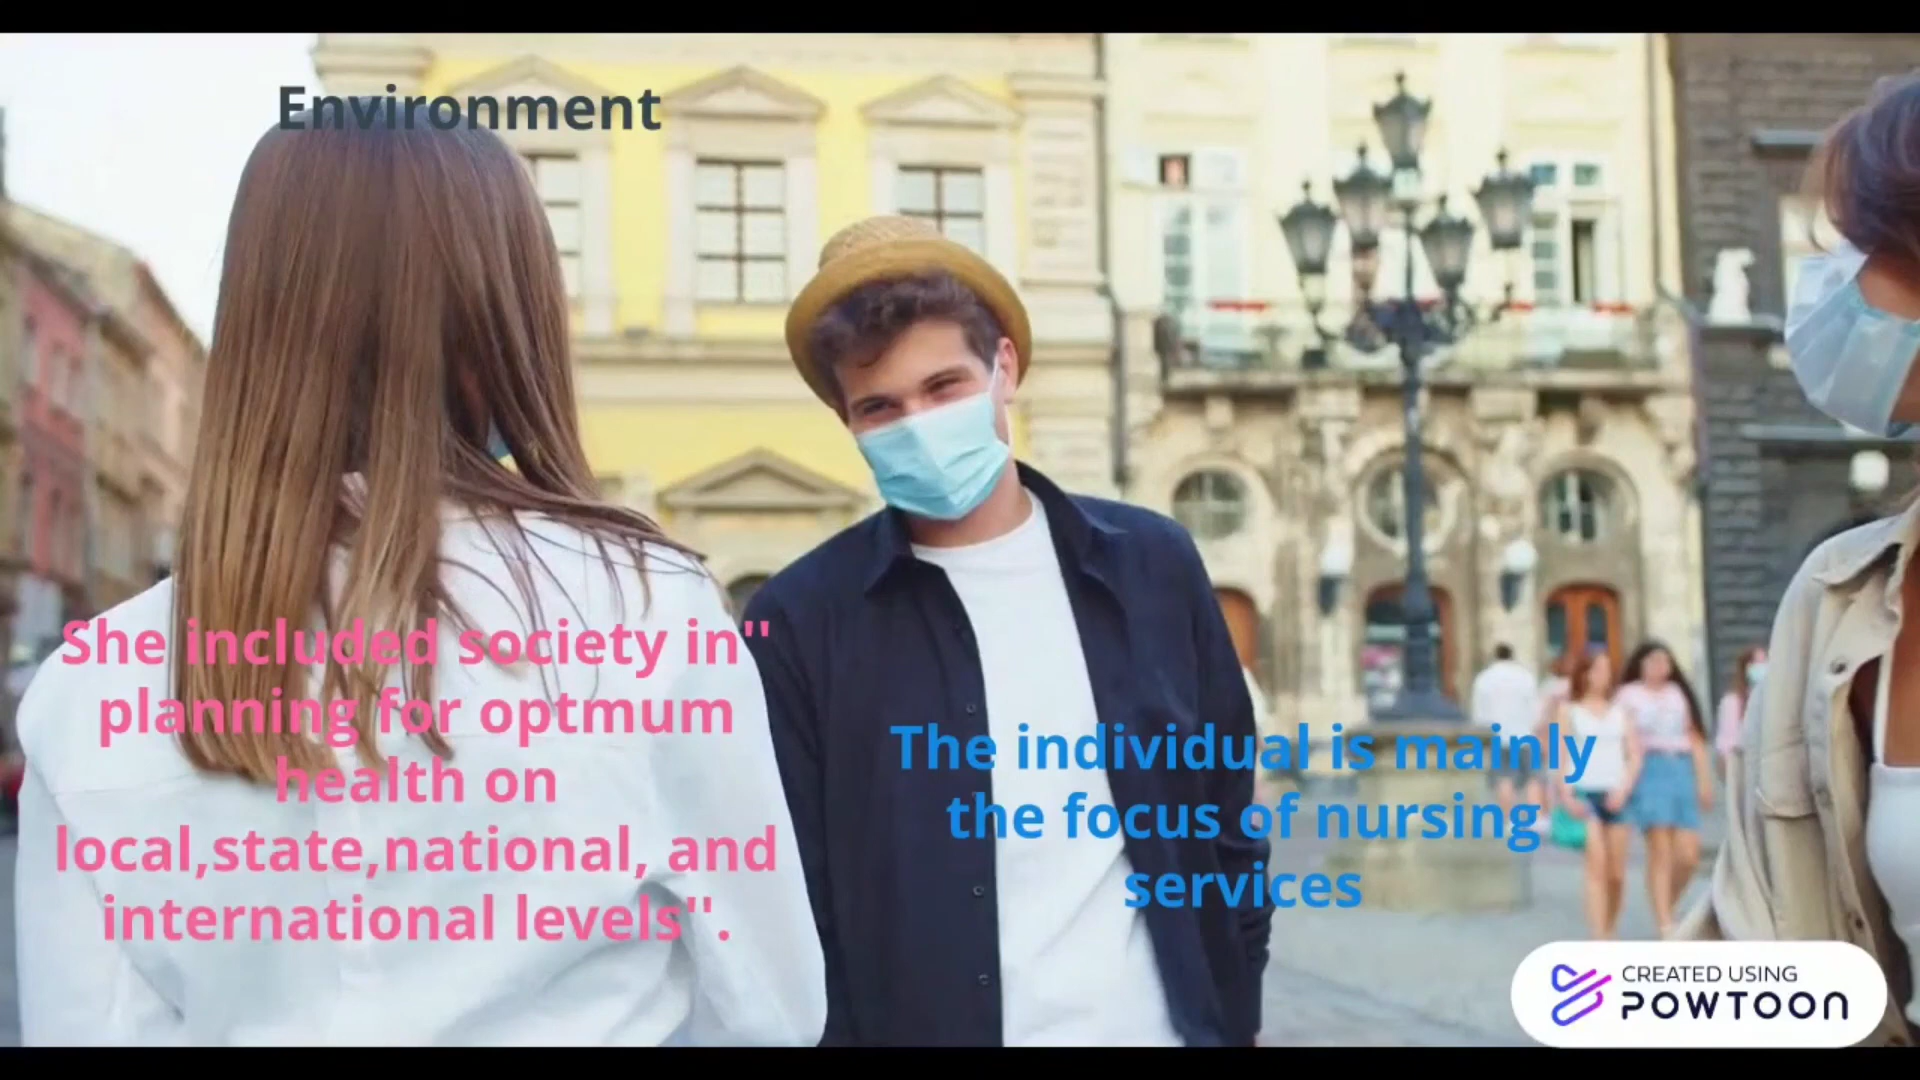 Environment
She included society in''
planning for optmum
health on
local,state,national, and
international levels''.
The individual is mainly
the focus of nursing
services
CREATED USING
POWTOON